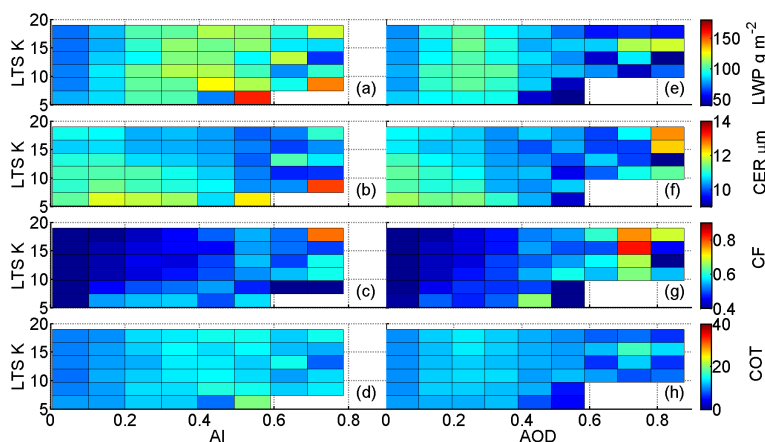 20
15
10
5
LTS K
(a)
(e)
150
100
50
LWP g m⁻²
20
15
10
5
LTS K
(b)
(f)
14
12
10
CER um
20
15
10
5
LTS K
(c)
(g)
0.8
0.6
0.4
CF
20
15
10
5
LTS K
(d)
(h)
40
20
0
COT
0 0.2 0.4 0.6 0.8 0 0.2 0.4 0.6 0.8
AI AOD